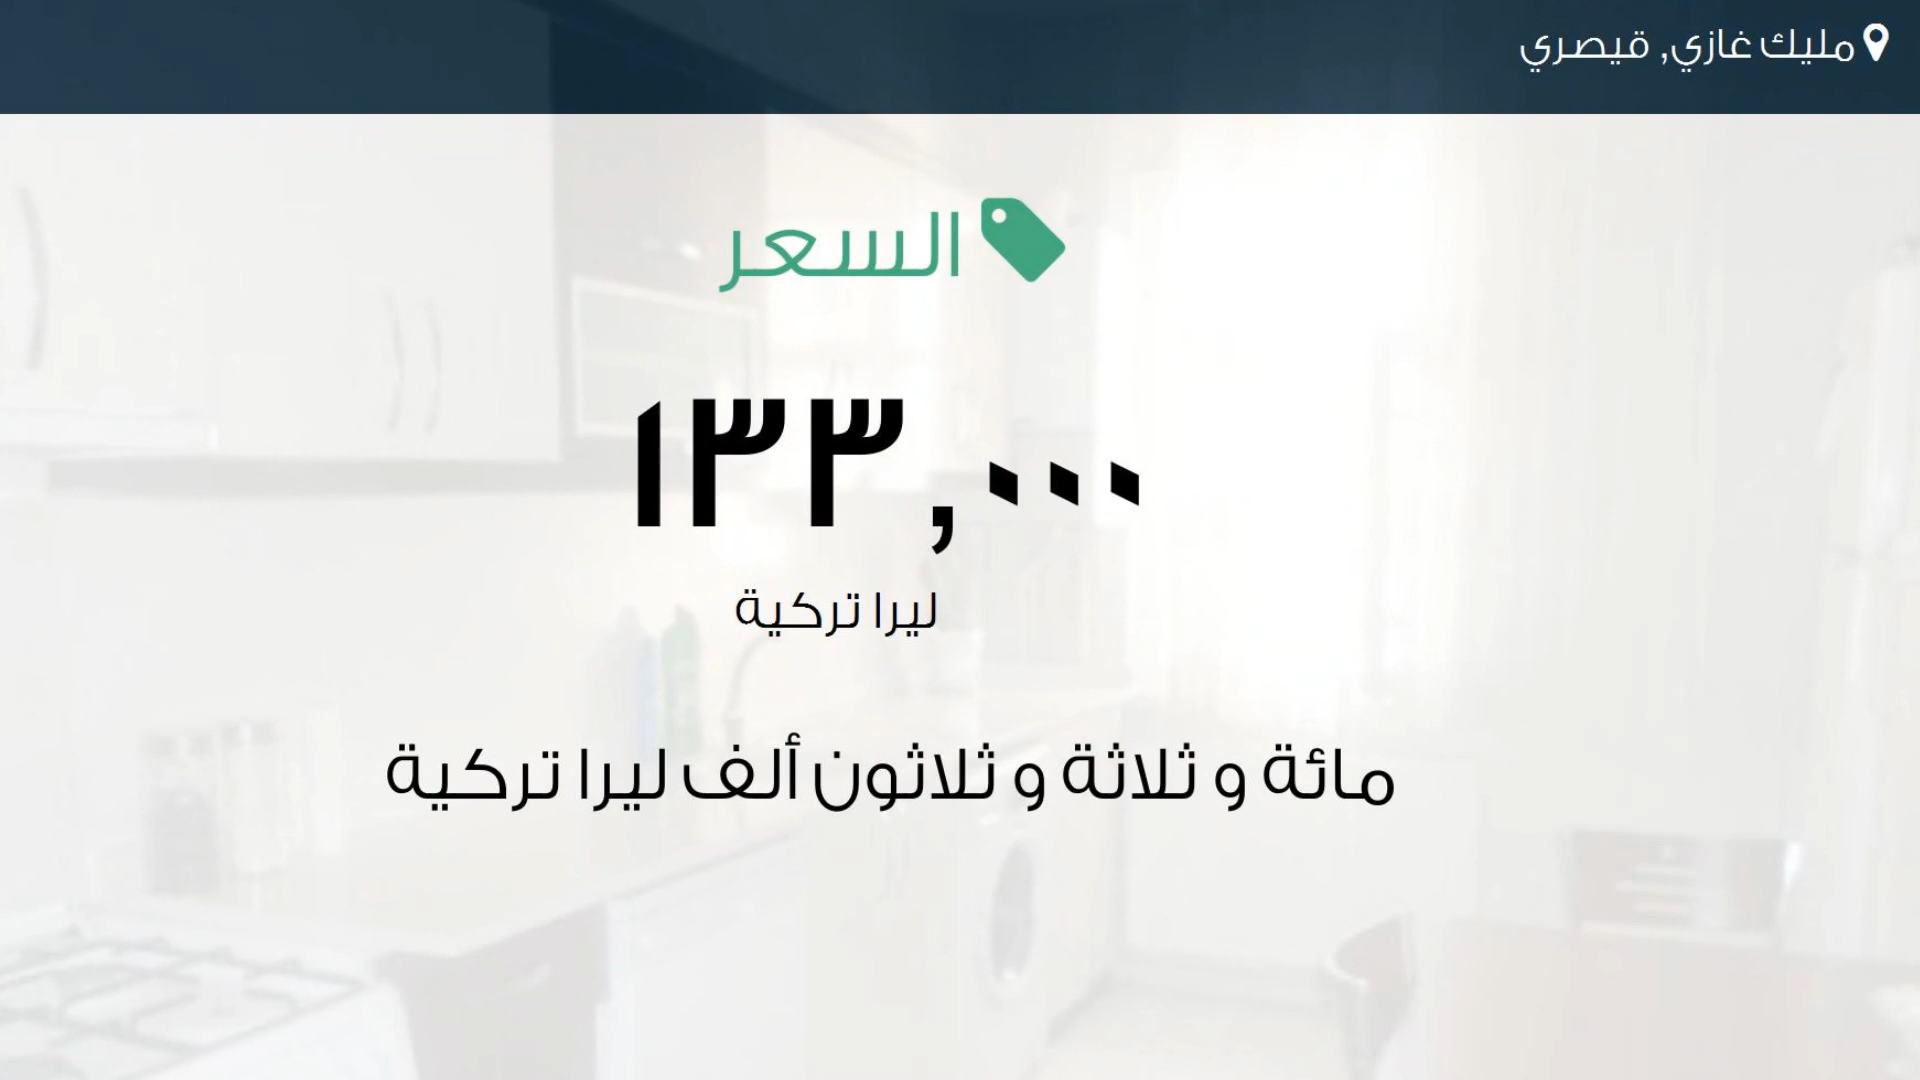 مليك غازي, قيصري
السعر
١٣٣,٠٠٠
ليرا تركية
مائة و ثلاثة و ثلاثون ألف ليرا تركية